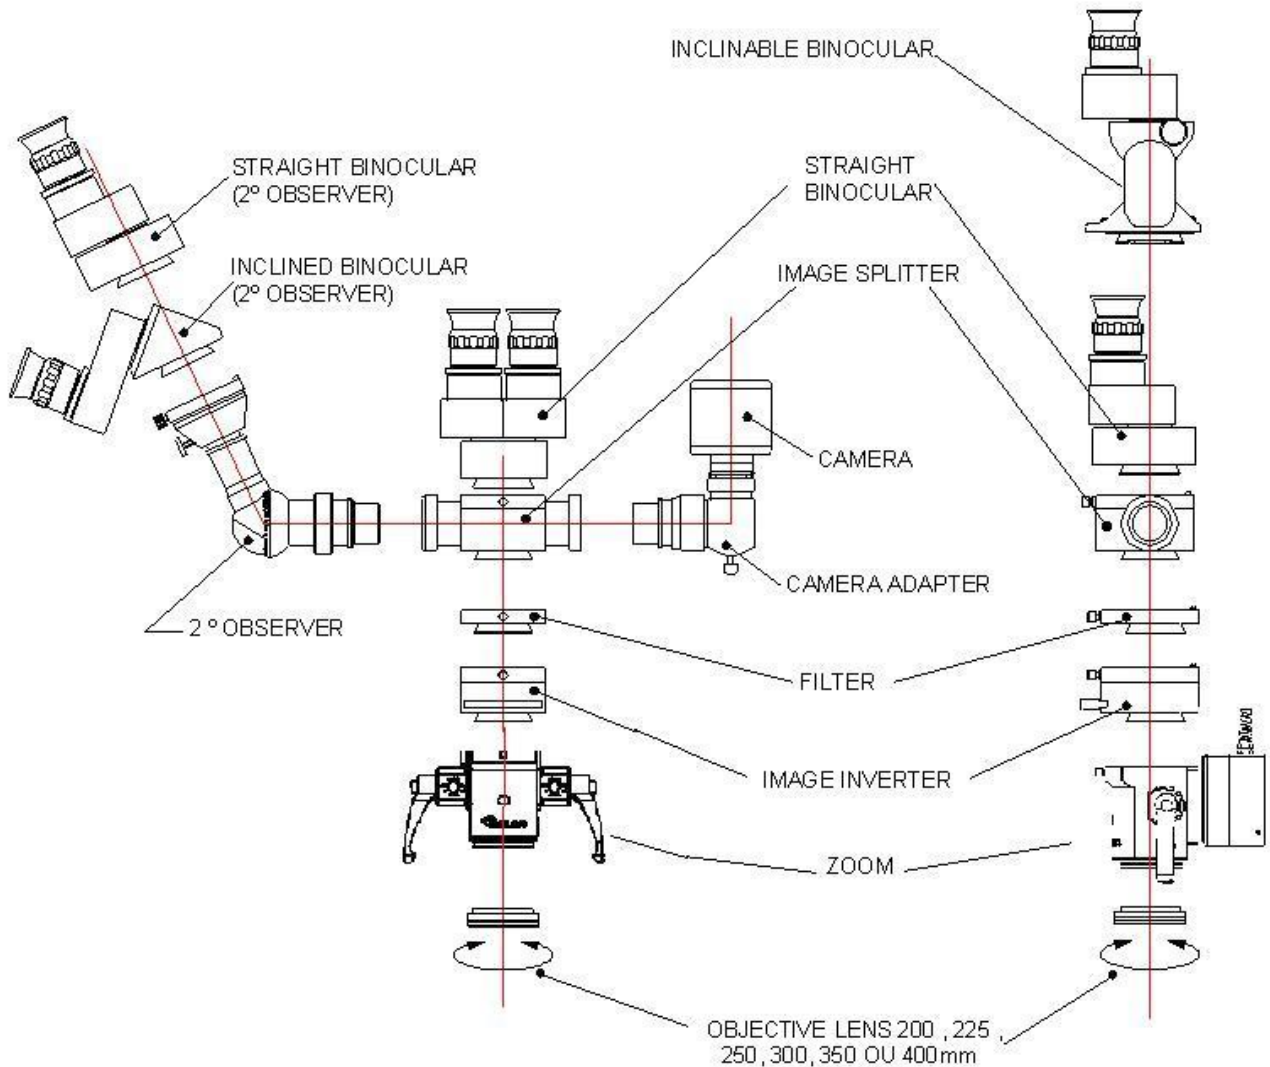 INCLINABLE BINOCULAR
STRAIGHT BINOCULAR
(2º OBSERVER)
STRAIGHT
BINOCULAR
INCLINED BINOCULAR
(2º OBSERVER)
IMAGE SPLITTER
CAMERA
CAMERA ADAPTER
2 º OBSERVER
FILTER
IMAGE INVERTER
ZOOM
OBJECTIVE LENS 200 , 225 ,
250, 300, 350 OU 400mm